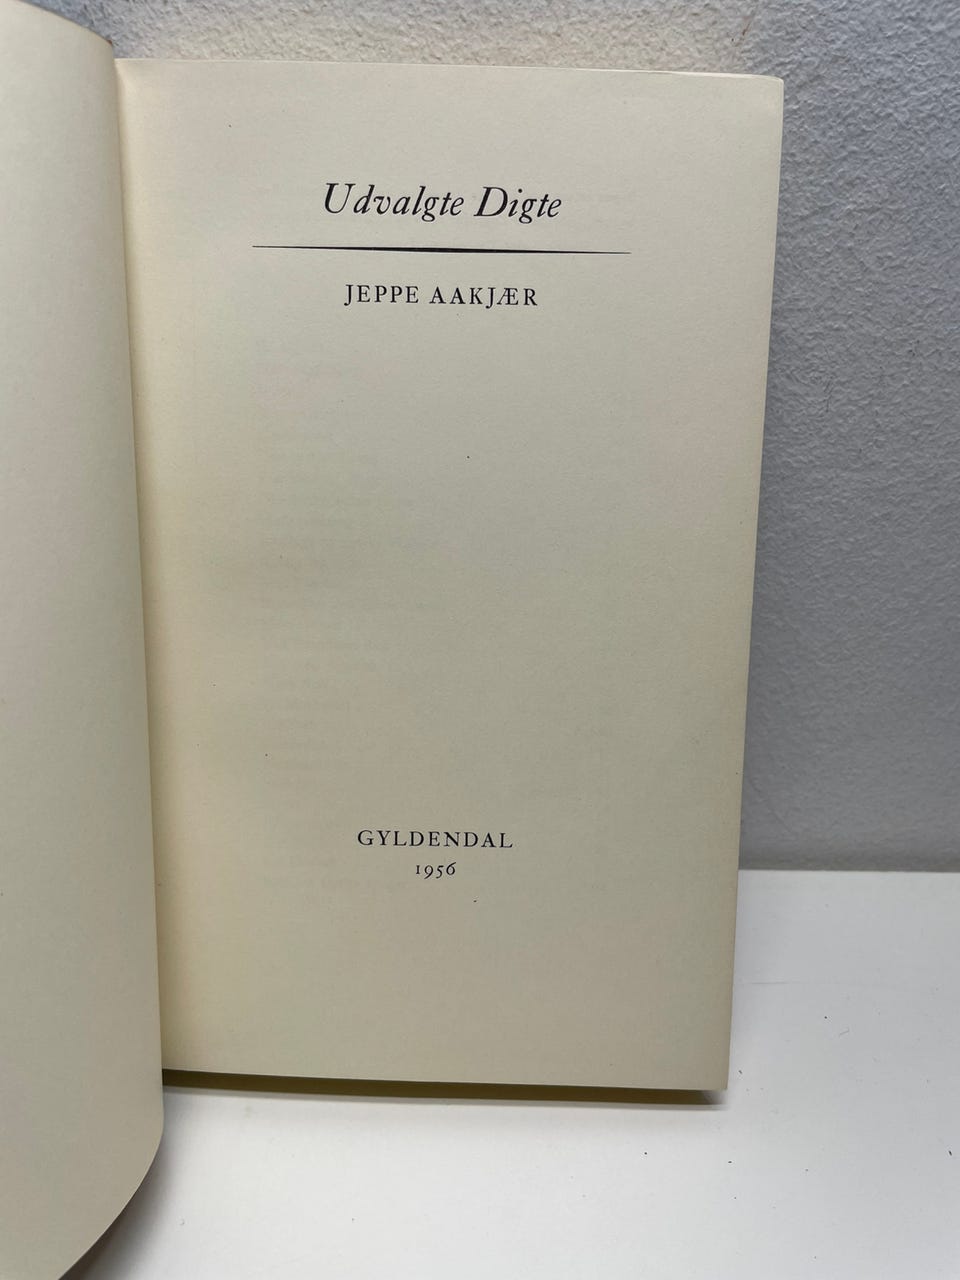 Udvalgte Digte
JEPPE AAKJÆR
GYLDENDAL
1956